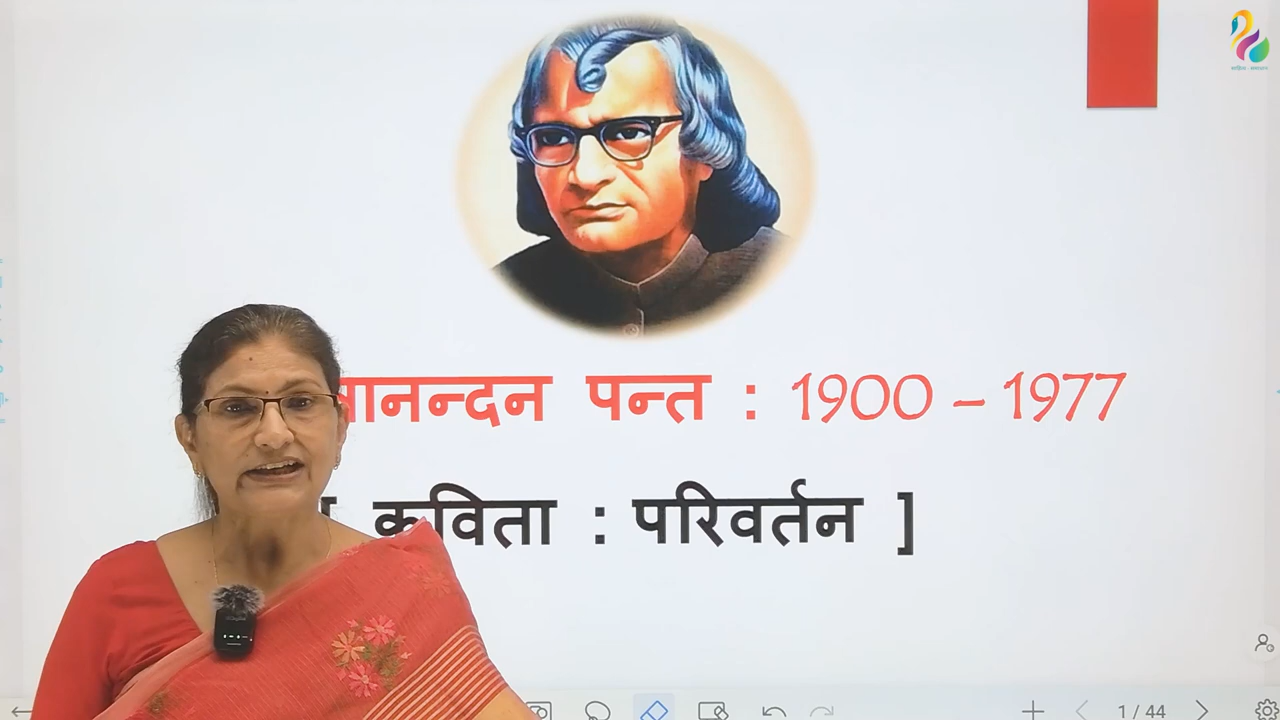 ानन्दन पन्त : 1900 – 1977
[ कविता : परिवर्तन ]
1 / 44